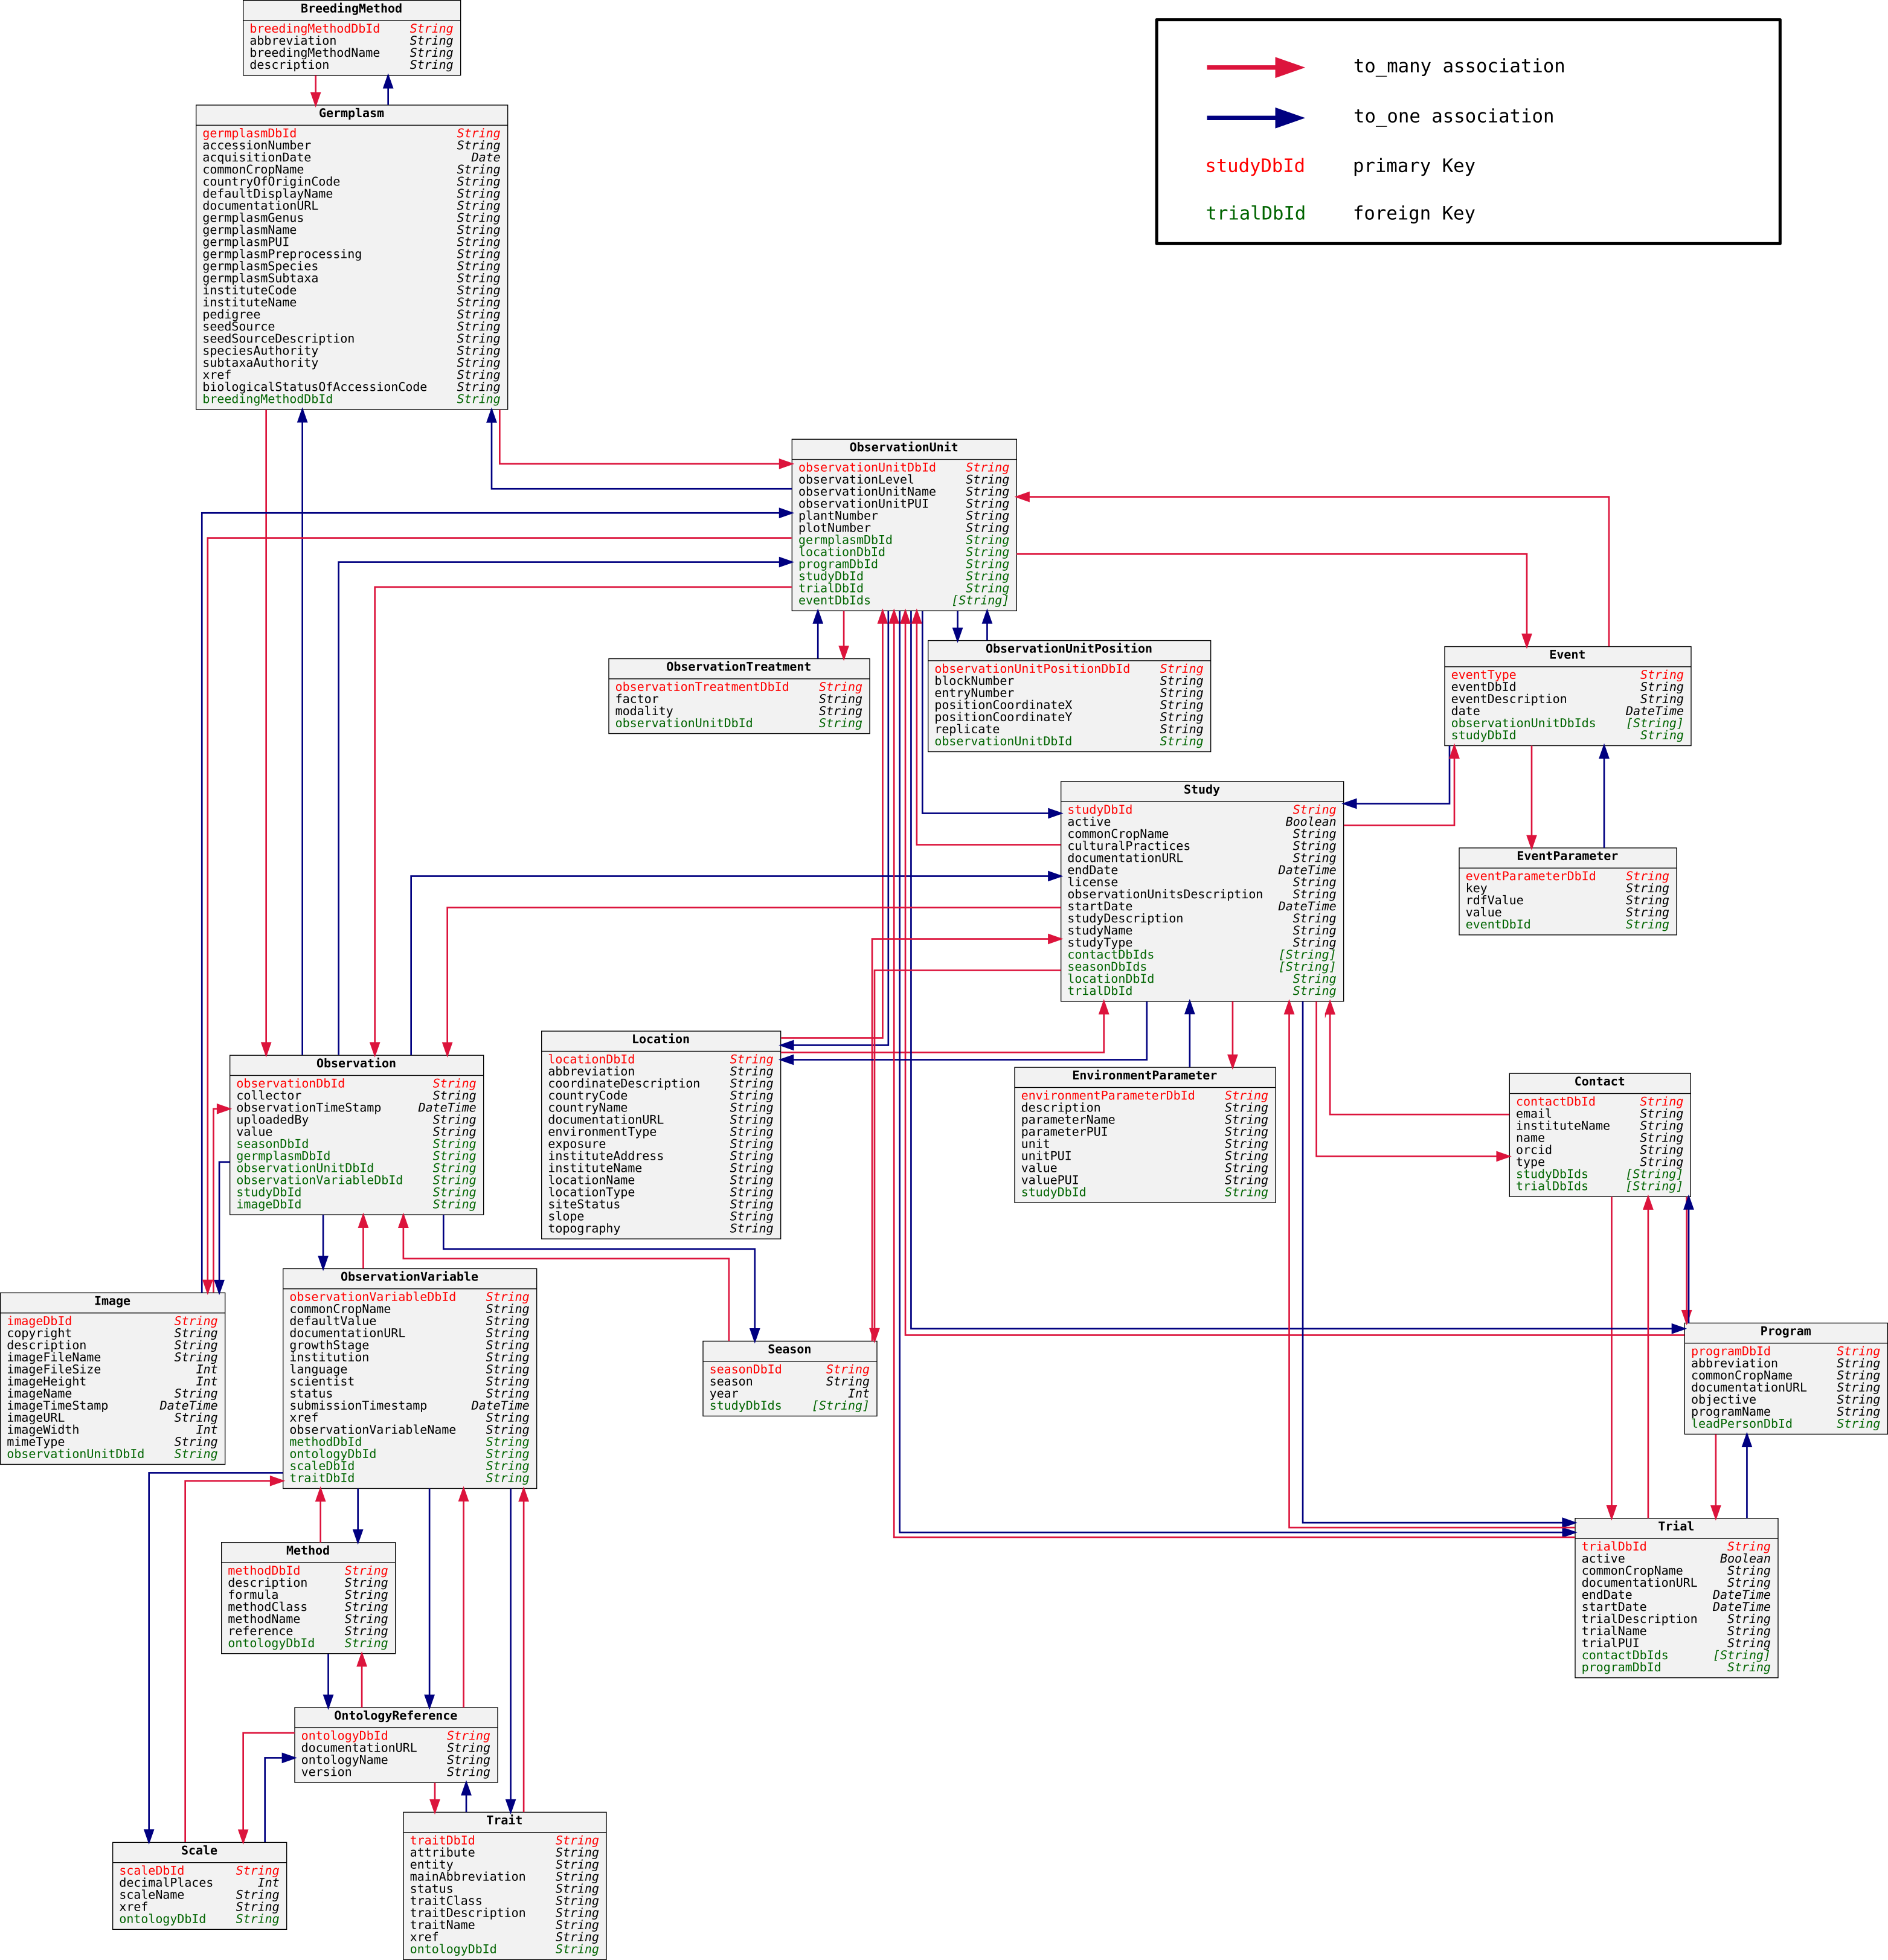 BreedingMethod
breedingMethodDbId String
abbreviation String
breedingMethodName String
description String
to_many association
to_one association
studyDbId primary Key
trialDbId foreign Key
Germplasm
germplasmDbId String
accessionNumber String
acquisitionDate Date
commonCropName String
countryOfOriginCode String
defaultDisplayName String
documentationURL String
germplasmGenus String
germplasmName String
germplasmPUI String
germplasmPreprocessing String
germplasmSpecies String
germplasmSubtaxa String
instituteCode String
instituteName String
pedigree String
seedSource String
seedSourceDescription String
speciesAuthority String
subtaxaAuthority String
xref String
biologicalStatusOfAccessionCode String
breedingMethodDbId String
ObservationUnit
observationUnitDbId String
observationLevel String
observationUnitName String
observationUnitPUI String
plantNumber String
plotNumber String
germplasmDbId String
locationDbId String
programDbId String
studyDbId String
trialDbId String
eventDbIds [String]
ObservationTreatment
observationTreatmentDbId String
factor String
modality String
observationUnitDbId String
ObservationUnitPosition
observationUnitPositionDbId String
blockNumber String
entryNumber String
positionCoordinateX String
positionCoordinateY String
replicate String
observationUnitDbId String
Event
eventType String
eventDbId String
eventDescription String
date DateTime
observationUnitDbIds [String]
studyDbId String
Study
studyDbId String
active Boolean
commonCropName String
culturalPractices String
documentationURL String
endDate DateTime
license String
observationUnitsDescription String
startDate DateTime
studyDescription String
studyName String
studyType String
contactDbIds [String]
seasonDbIds [String]
locationDbId String
trialDbId String
EventParameter
eventParameterDbId String
key String
rdfValue String
value String
eventDbId String
Observation
observationDbId String
collector String
observationTimeStamp DateTime
uploadedBy String
value String
seasonDbId String
germplasmDbId String
observationUnitDbId String
observationVariableDbId String
studyDbId String
imageDbId String
Location
locationDbId String
abbreviation String
coordinateDescription String
countryCode String
countryName String
documentationURL String
environmentType String
exposure String
instituteAddress String
instituteName String
locationName String
locationType String
siteStatus String
slope String
topography String
EnvironmentParameter
environmentParameterDbId String
description String
parameterName String
parameterPUI String
unit String
unitPUI String
value String
valuePUI String
studyDbId String
Contact
contactDbId String
email String
instituteName String
name String
orcid String
type String
studyDbIds [String]
trialDbIds [String]
Image
imageDbId String
copyright String
description String
imageFileName String
imageFileSize Int
imageHeight Int
imageName String
imageTimeStamp DateTime
imageURL String
imageWidth Int
mimeType String
observationUnitDbId String
ObservationVariable
observationVariableDbId String
commonCropName String
defaultValue String
documentationURL String
growthStage String
institution String
language String
scientist String
status String
submissionTimestamp DateTime
xref String
observationVariableName String
methodDbId String
ontologyDbId String
scaleDbId String
traitDbId String
Season
seasonDbId String
season String
year Int
studyDbIds [String]
Program
programDbId String
abbreviation String
commonCropName String
documentationURL String
objective String
programName String
leadPersonDbId String
Trial
trialDbId String
active Boolean
commonCropName String
documentationURL String
endDate DateTime
startDate DateTime
trialDescription String
trialName String
trialPUI String
contactDbIds [String]
programDbId String
Method
methodDbId String
description String
formula String
methodClass String
methodName String
reference String
ontologyDbId String
OntologyReference
ontologyDbId String
documentationURL String
ontologyName String
version String
Scale
scaleDbId String
decimalPlaces Int
scaleName String
xref String
ontologyDbId String
Trait
traitDbId String
attribute String
entity String
mainAbbreviation String
status String
traitClass String
traitDescription String
traitName String
xref String
ontologyDbId String